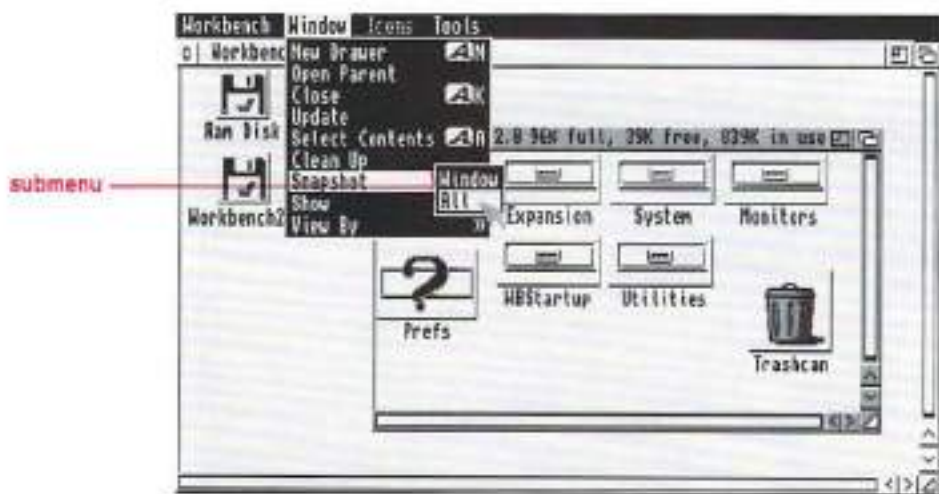 Workbench Window Icons Tools
Workbenc
New Drawer N
Open Parent
Close K
Update
Select Contents A
Clean Up
Snapshot
Show
View By »
Window
All
Ram Disk
Workbench2
2.0 96% full, 39K free, 839K in use
Expansion
System
Monitors
WBStartup
Utilities
Prefs
Trashcan
submenu